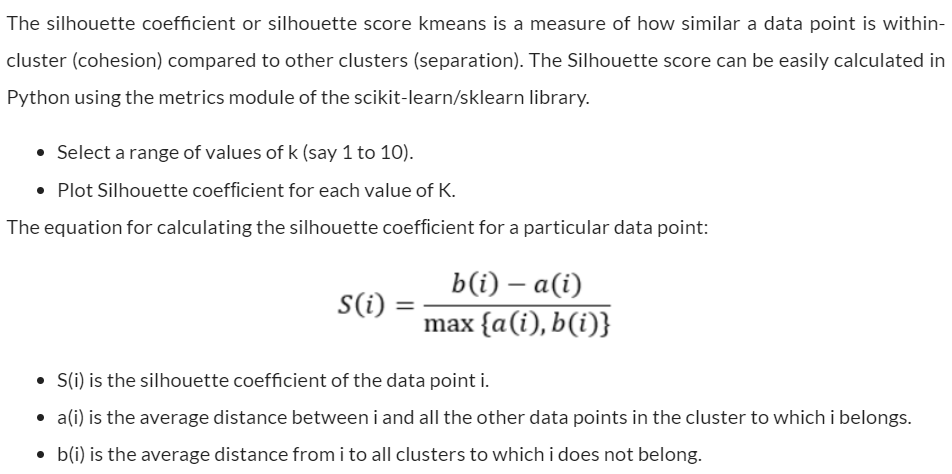 The silhouette coefficient or silhouette score kmeans is a measure of how similar a data point is within-
cluster (cohesion) compared to other clusters (separation). The Silhouette score can be easily calculated in
Python using the metrics module of the scikit-learn/sklearn library.
• Select a range of values of k (say 1 to 10).
• Plot Silhouette coefficient for each value of K.
The equation for calculating the silhouette coefficient for a particular data point:
S(i) = b(i) − a(i) / max {a(i), b(i)}
• S(i) is the silhouette coefficient of the data point i.
• a(i) is the average distance between i and all the other data points in the cluster to which i belongs.
• b(i) is the average distance from i to all clusters to which i does not belong.